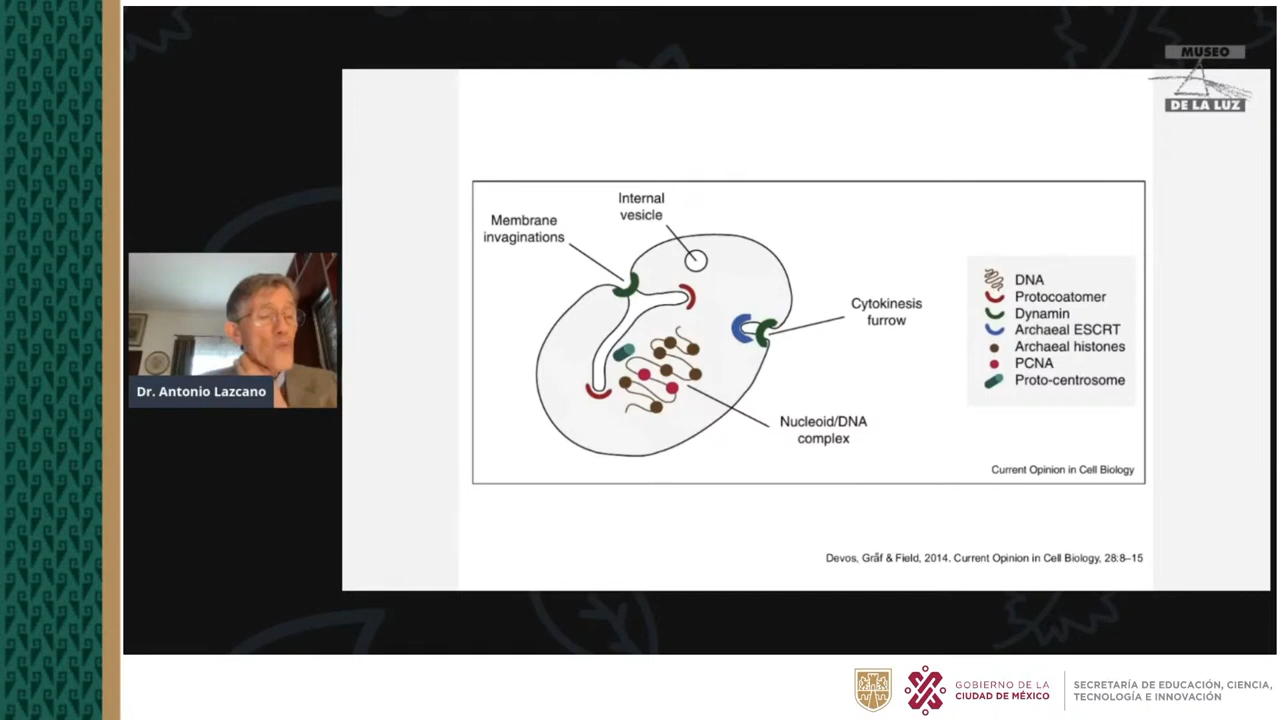 MUSEO
DE LA LUZ
Internal
vesicle
Membrane
invaginations
Cytokinesis
furrow
DNA
Protocoatomer
Dynamin
Archaeal ESCRT
Archaeal histones
PCNA
Proto-centrosome
Dr. Antonio Lazcano
Nucleoid/DNA
complex
Current Opinion in Cell Biology
Devos, Gräf & Field, 2014. Current Opinion in Cell Biology, 28:8–15
GOBIERNO DE LA
CIUDAD DE MÉXICO
SECRETARÍA DE EDUCACIÓN, CIENCIA,
TECNOLOGÍA E INNOVACIÓN